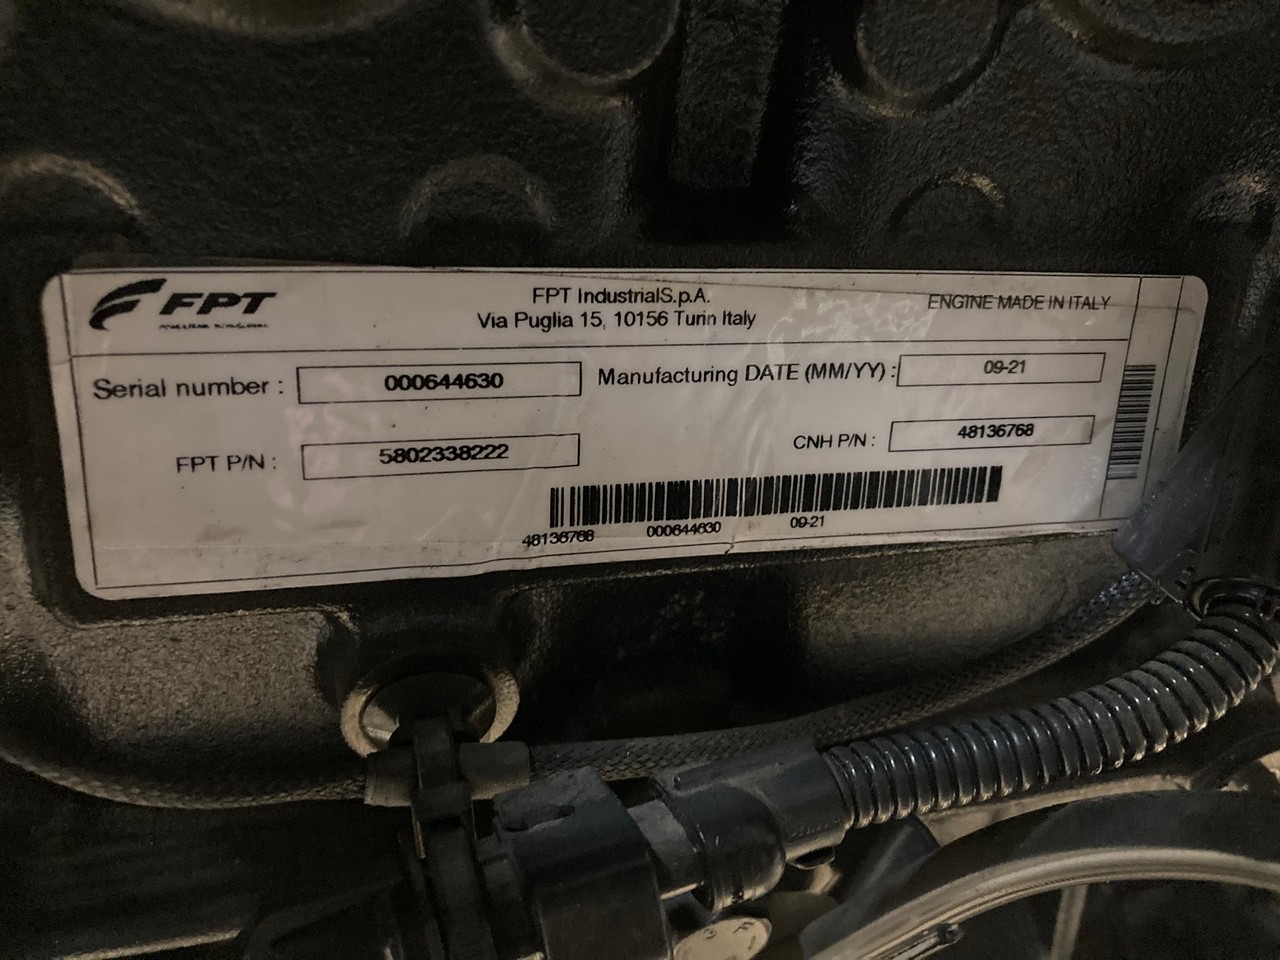 FPT
FPT IndustrialS.p.A.
Via Puglia 15, 10156 Turin Italy
ENGINE MADE IN ITALY
Serial number : 000644630
Manufacturing DATE (MM/YY) : 09-21
FPT P/N : 5802338222
CNH P/N : 48136768
48136768 000644630 09-21